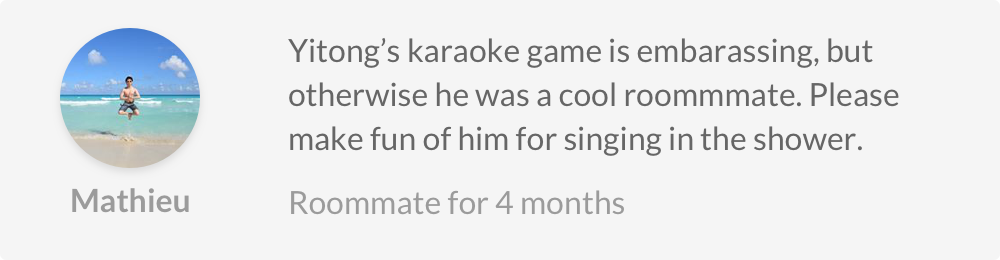 Yitong’s karaoke game is embarassing, but
otherwise he was a cool roommmate. Please
make fun of him for singing in the shower.
Mathieu
Roommate for 4 months